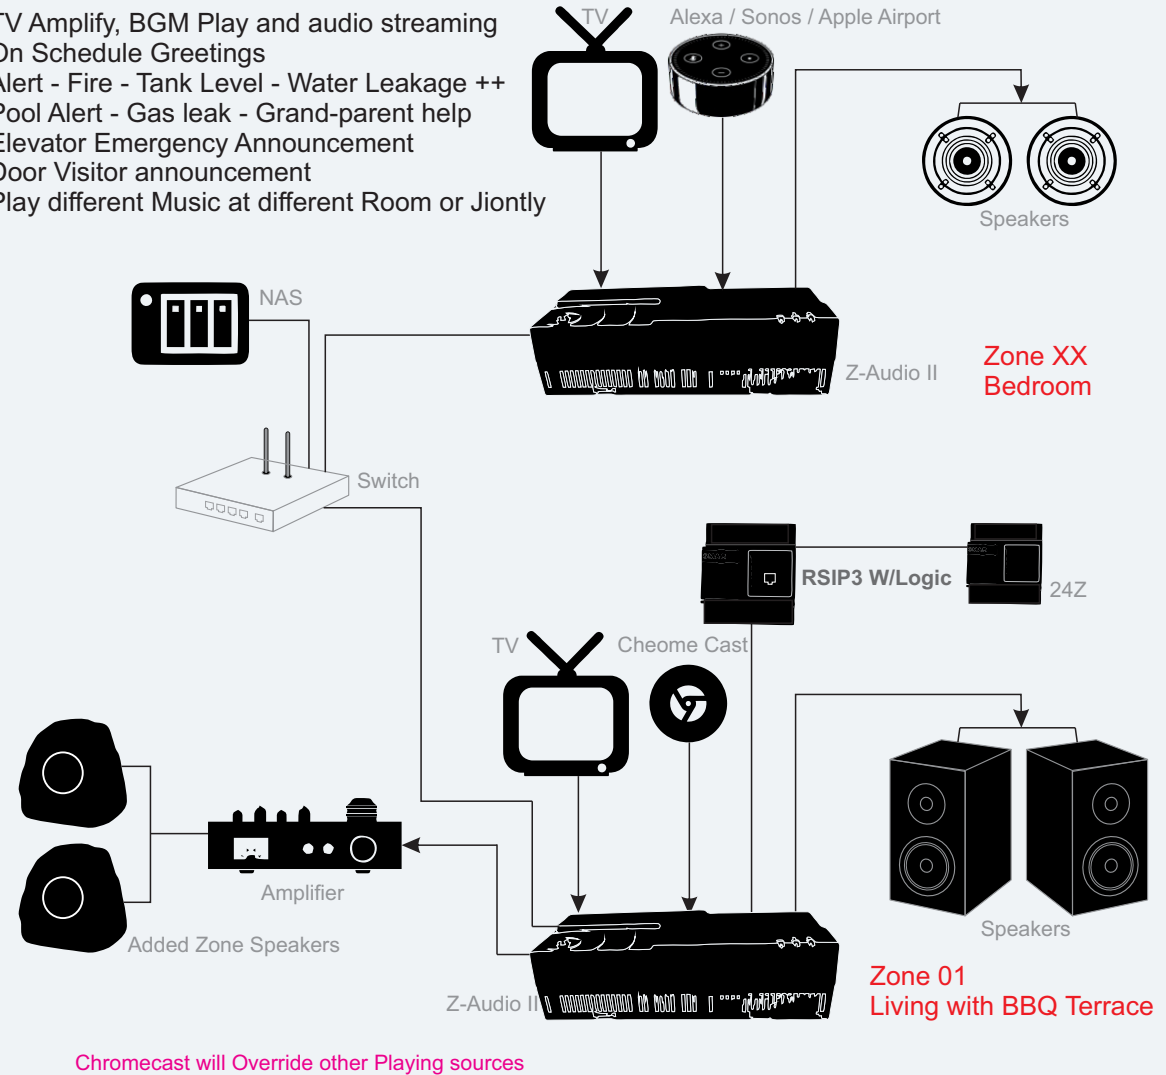 TV Amplify, BGM Play and audio streaming
On Schedule Greetings
Alert - Fire - Tank Level - Water Leakage ++
Pool Alert - Gas leak - Grand-parent help
Elevator Emergency Announcement
Door Visitor announcement
Play different Music at different Room or Jiontly
TV
Alexa / Sonos / Apple Airport
Speakers
NAS
Z-Audio II
Zone XX
Bedroom
Switch
RSIP3 W/Logic
24Z
TV
Cheome Cast
Amplifier
Added Zone Speakers
Speakers
Z-Audio II
Zone 01
Living with BBQ Terrace
Chromecast will Override other Playing sources